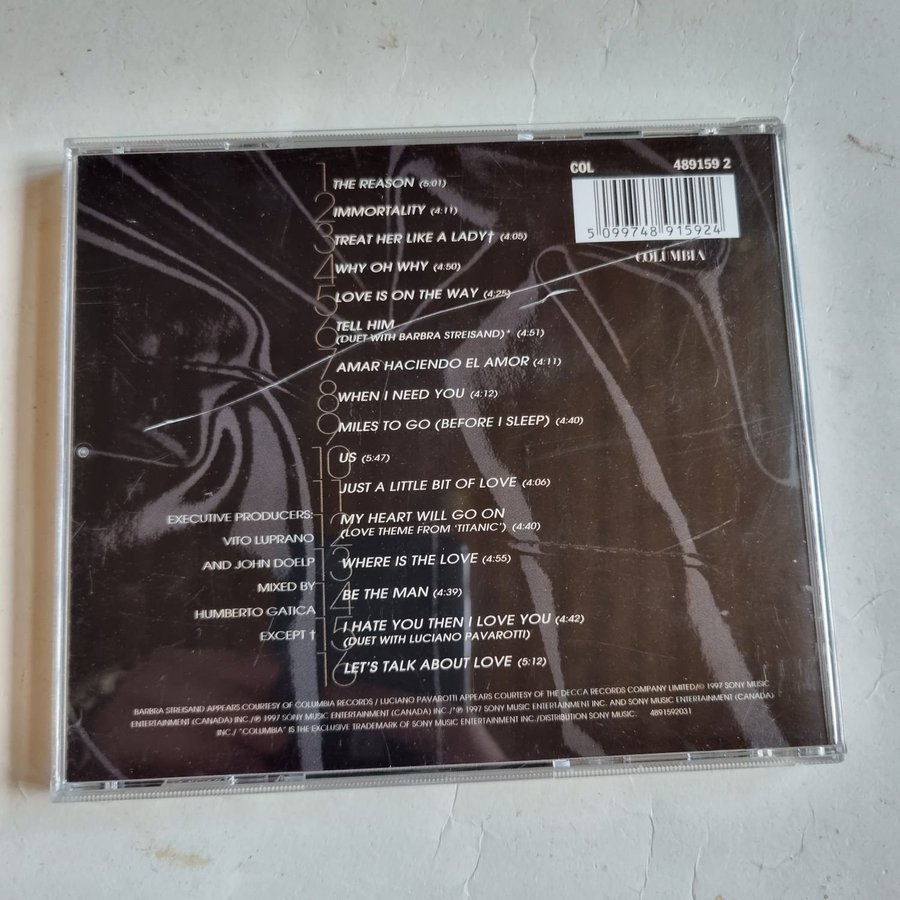 COL 489159 2
5 099748 915924
COLUMBIA
1 THE REASON (5:01)
2 IMMORTALITY (4:11)
3 TREAT HER LIKE A LADY† (4:05)
4 WHY OH WHY (4:50)
5 LOVE IS ON THE WAY (4:25)
6 TELL HIM
(DUET WITH BARBRA STREISAND)* (4:51)
7 AMAR HACIENDO EL AMOR (4:11)
8 WHEN I NEED YOU (4:12)
9 MILES TO GO (BEFORE I SLEEP) (4:40)
10 US (5:47)
11 JUST A LITTLE BIT OF LOVE (4:06)
12 MY HEART WILL GO ON
(LOVE THEME FROM 'TITANIC') (4:40)
13 WHERE IS THE LOVE (4:55)
14 BE THE MAN (4:39)
15 I HATE YOU THEN I LOVE YOU (4:42)
(DUET WITH LUCIANO PAVAROTTI)
16 LET'S TALK ABOUT LOVE (5:12)
EXECUTIVE PRODUCERS:
VITO LUPRANO
AND JOHN DOELP
MIXED BY
HUMBERTO GATICA
EXCEPT †
BARBRA STREISAND APPEARS COURTESY OF COLUMBIA RECORDS / LUCIANO PAVAROTTI APPEARS COURTESY OF THE DECCA RECORDS COMPANY LIMITED/© 1997 SONY MUSIC
ENTERTAINMENT (CANADA) INC./℗ 1997 SONY MUSIC ENTERTAINMENT (CANADA) INC./*℗ 1997 SONY MUSIC ENTERTAINMENT INC. AND SONY MUSIC ENTERTAINMENT (CANADA)
INC./ "COLUMBIA" IS THE EXCLUSIVE TRADEMARK OF SONY MUSIC ENTERTAINMENT INC./DISTRIBUTION SONY MUSIC. 4891592031